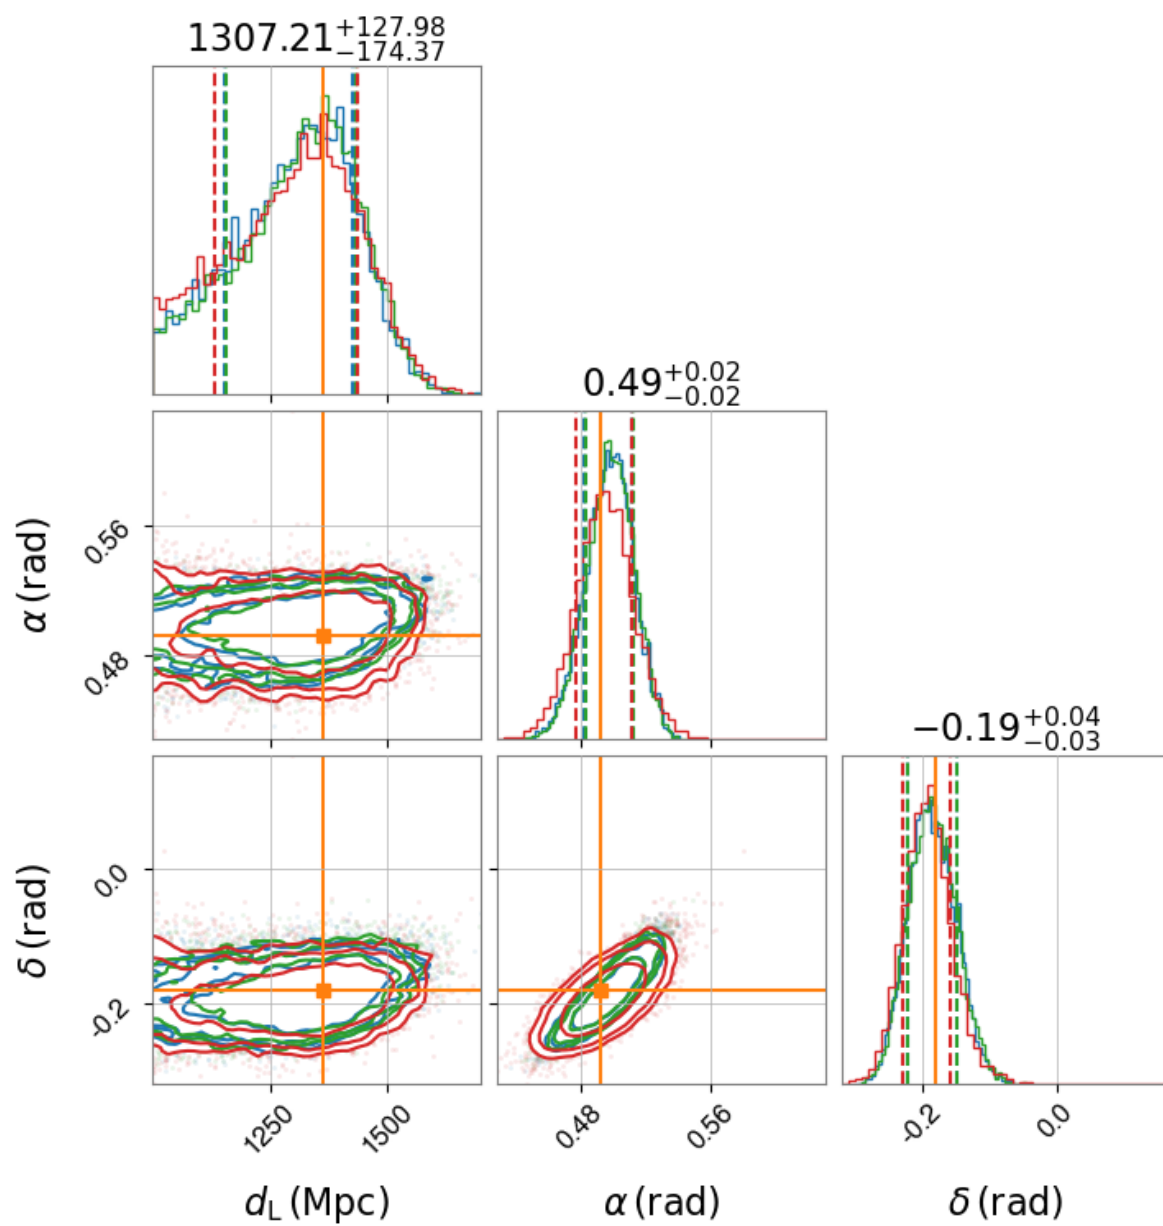 1307.21+127.98−174.37
0.49+0.02−0.02
−0.19+0.04−0.03
α (rad)
0.56
0.48
δ (rad)
0.0
-0.2
1250
1500
0.48
0.56
-0.2
0.0
dL (Mpc)
α (rad)
δ (rad)